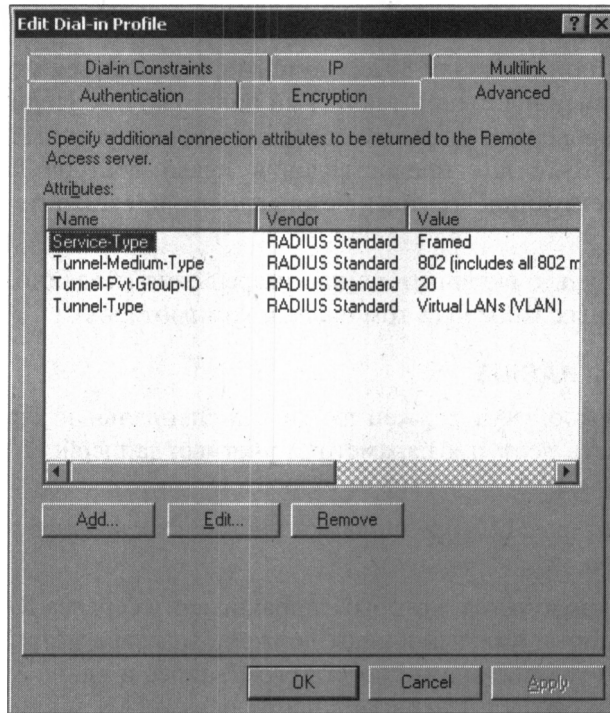 Edit Dial-in Profile ? X
Dial-in Constraints IP Multilink
Authentication Encryption Advanced
Specify additional connection attributes to be returned to the Remote
Access server.
Attributes:
Name Vendor Value
Service-Type RADIUS Standard Framed
Tunnel-Medium-Type RADIUS Standard 802 (includes all 802 m
Tunnel-Pvt-Group-ID RADIUS Standard 20
Tunnel-Type RADIUS Standard Virtual LANs (VLAN)
Add... Edit... Remove
OK Cancel Apply